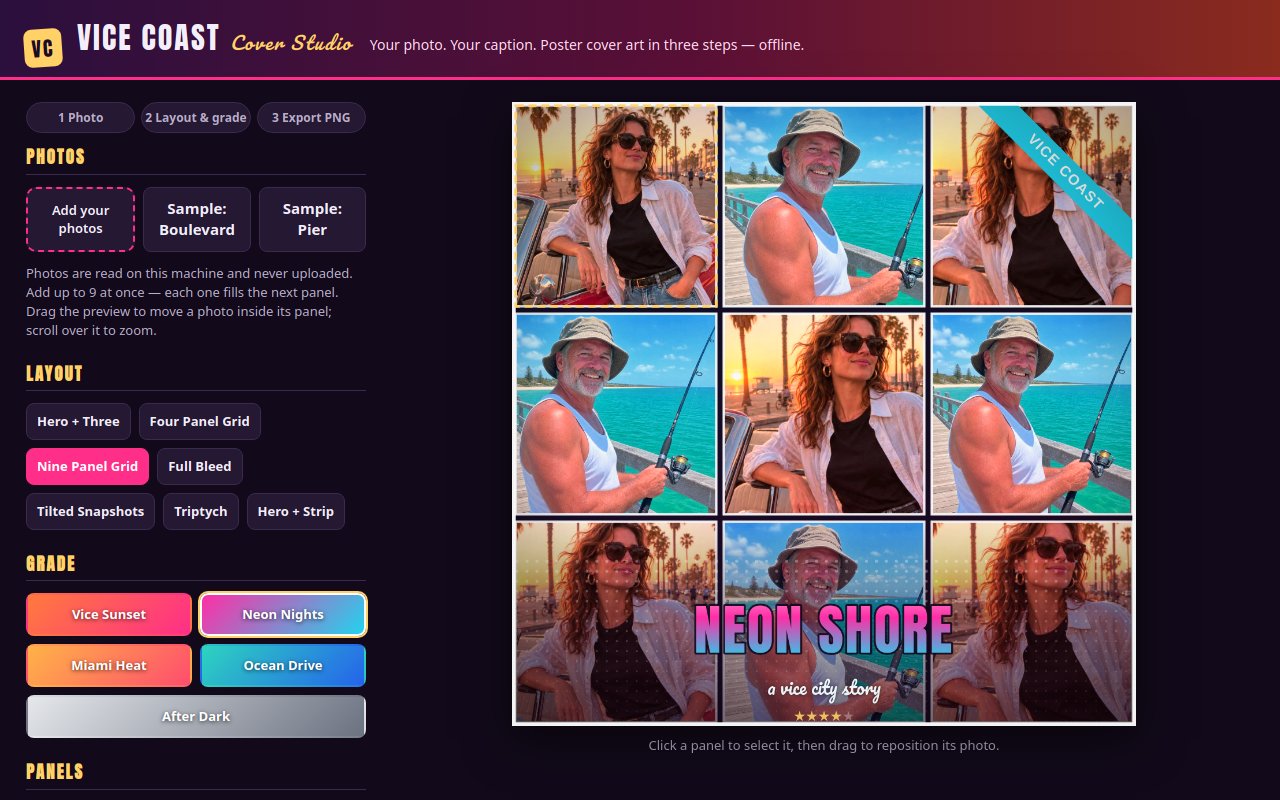 VC
VICE COAST Cover Studio
Your photo. Your caption. Poster cover art in three steps — offline.
1 Photo
2 Layout & grade
3 Export PNG
PHOTOS
Add your
photos
Sample:
Boulevard
Sample:
Pier
Photos are read on this machine and never uploaded.
Add up to 9 at once — each one fills the next panel.
Drag the preview to move a photo inside its panel;
scroll over it to zoom.
LAYOUT
Hero + Three
Four Panel Grid
Nine Panel Grid
Full Bleed
Tilted Snapshots
Triptych
Hero + Strip
GRADE
Vice Sunset
Neon Nights
Miami Heat
Ocean Drive
After Dark
PANELS
VICE COAST
NEON SHORE
a vice city story
★★★★★
Click a panel to select it, then drag to reposition its photo.